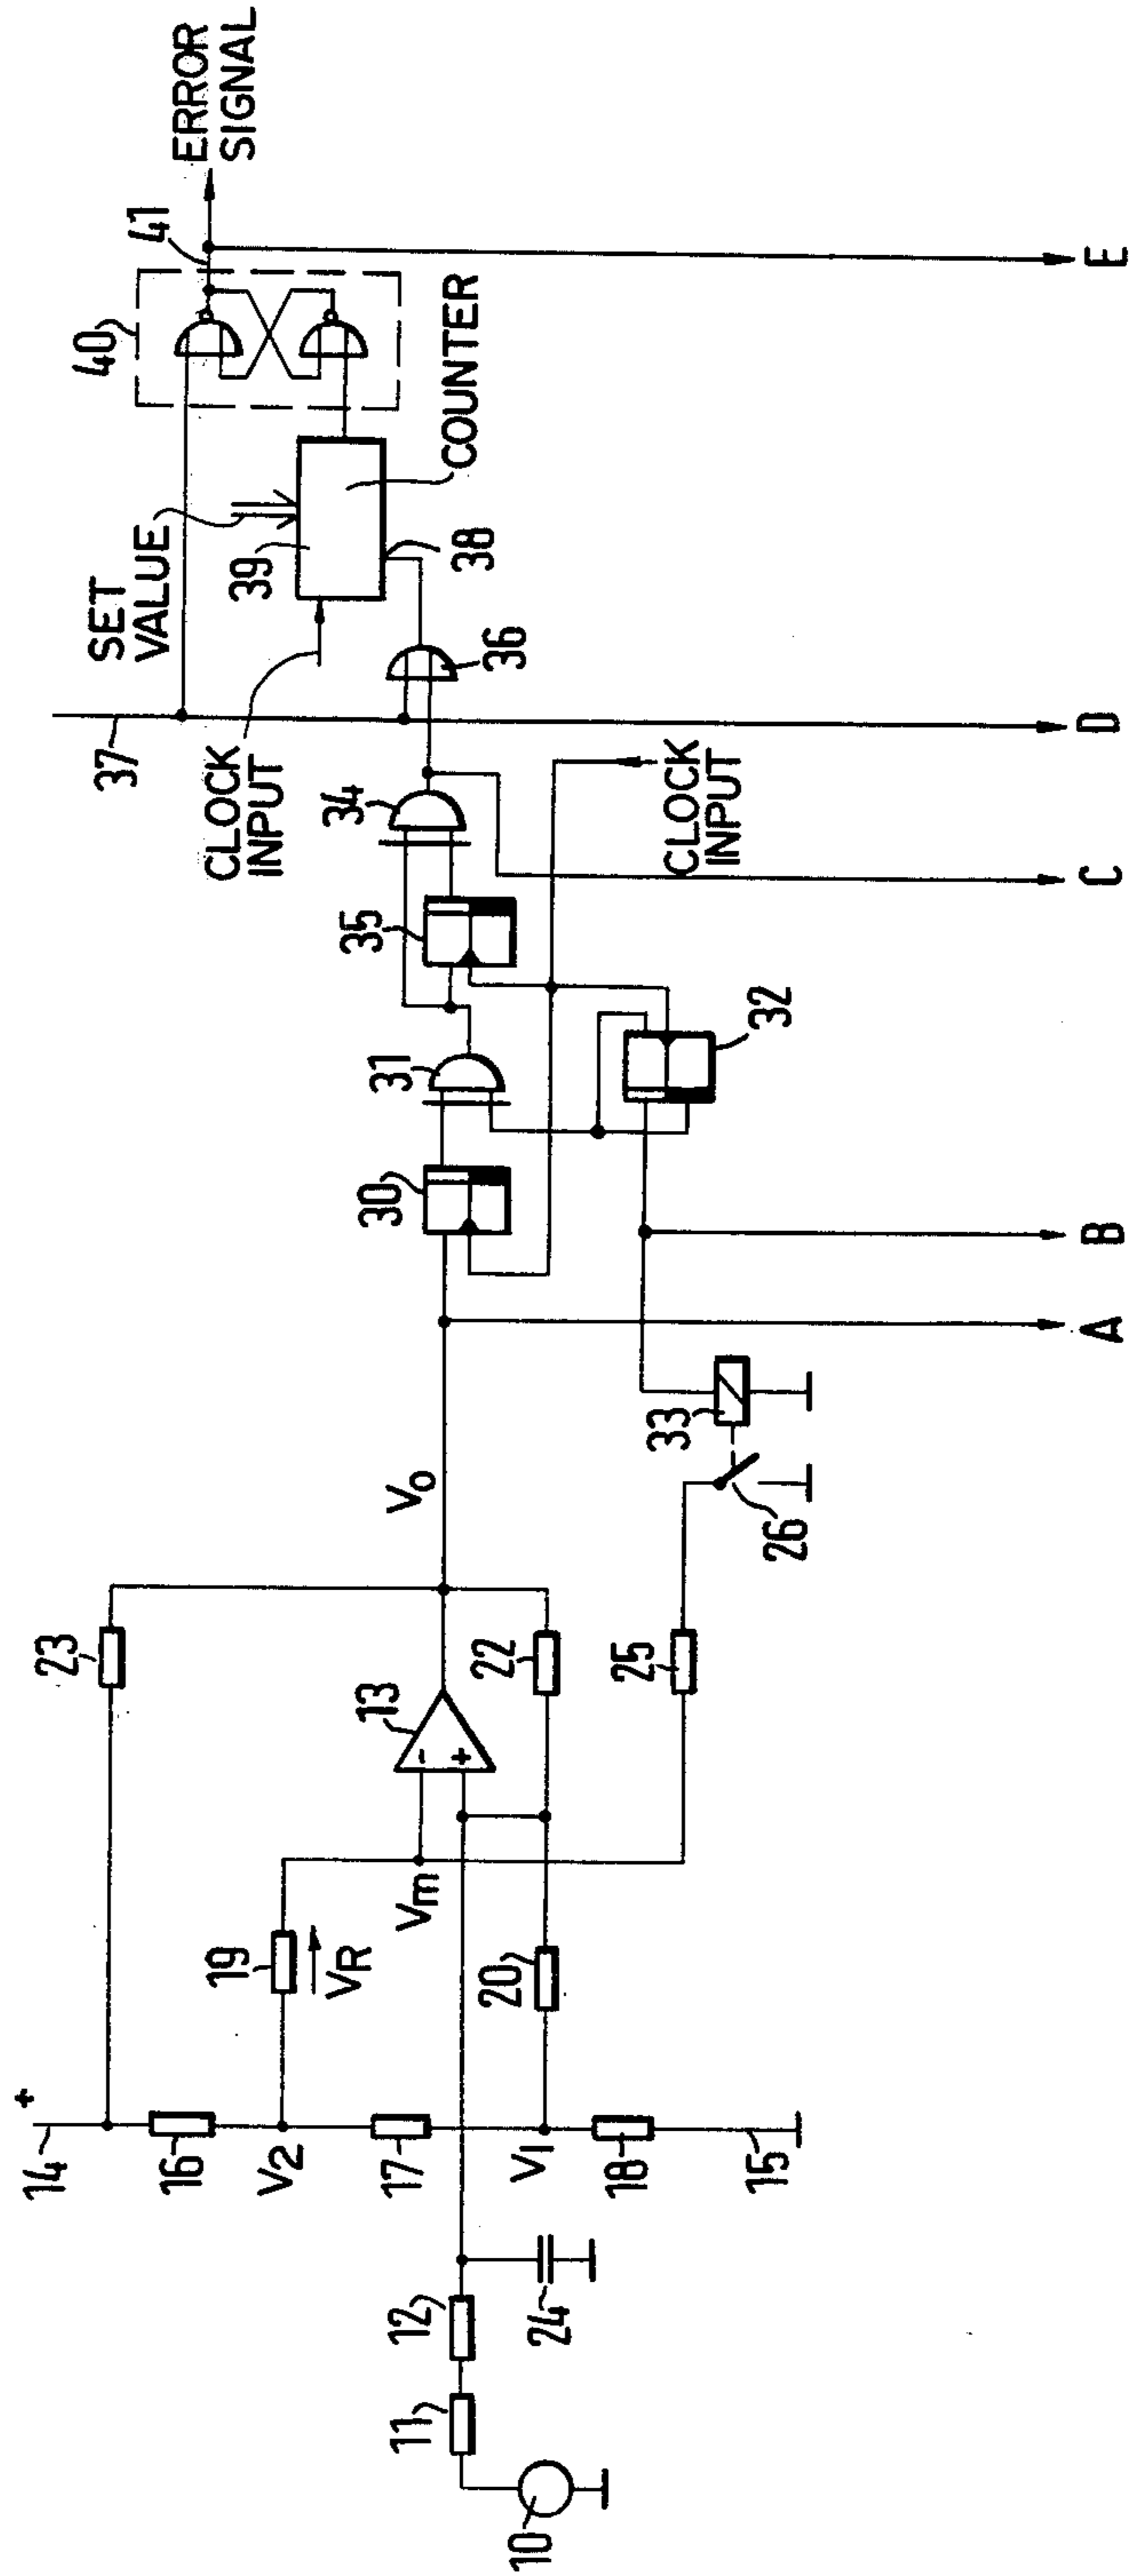 ERROR
SIGNAL
41
40
COUNTER
SET
VALUE
39
38
36
37
CLOCK
INPUT
34
CLOCK
INPUT
35
31
32
30
33
26
V0
23
22
13
25
-
+
Vm
19
VR
20
+
14
16
V2
17
V1
18
15
12
11
24
10
A
B
C
D
E